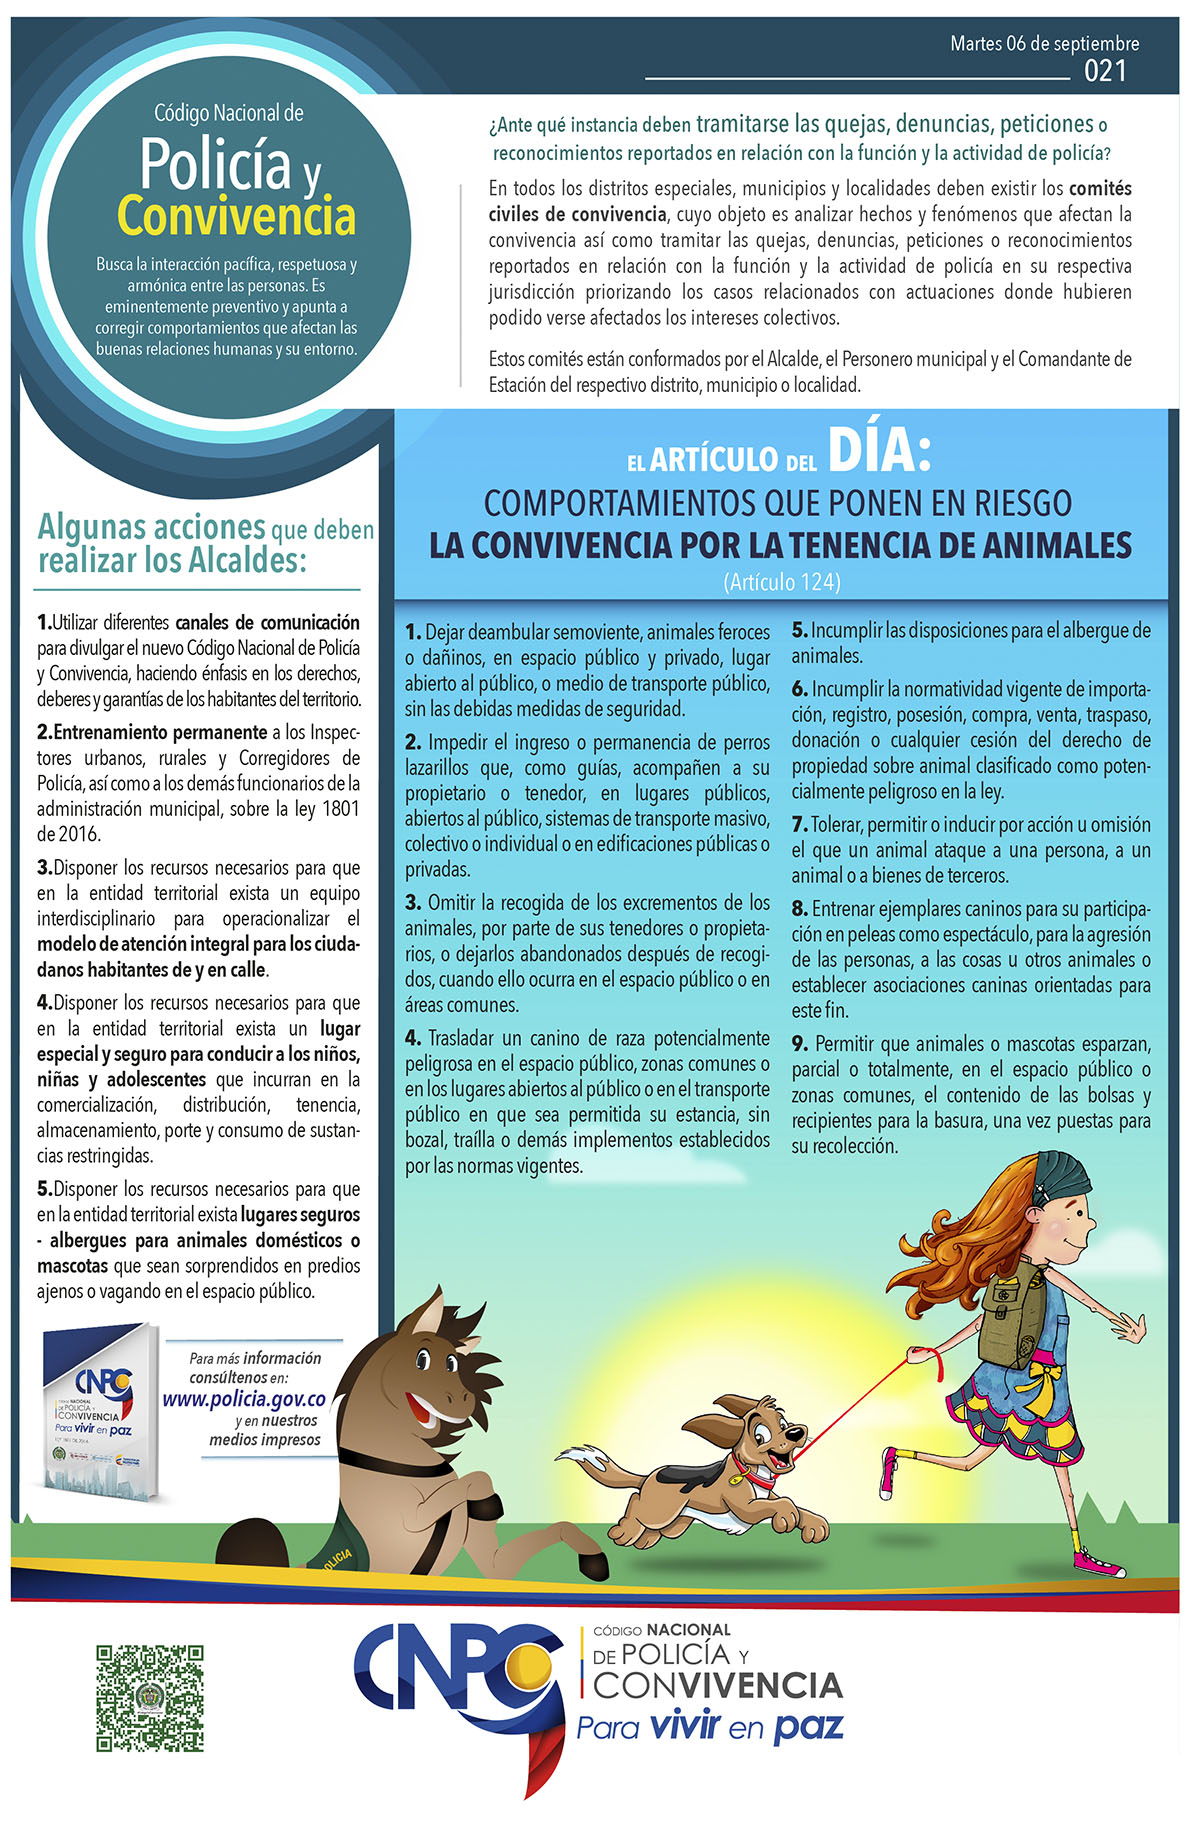 Martes 06 de septiembre
021
Código Nacional de
Policía y
Convivencia
Busca la interacción pacífica, respetuosa y
armónica entre las personas. Es
eminentemente preventivo y apunta a
corregir comportamientos que afectan las
buenas relaciones humanas y su entorno.
¿Ante qué instancia deben tramitarse las quejas, denuncias, peticiones o
reconocimientos reportados en relación con la función y la actividad de policía?
En todos los distritos especiales, municipios y localidades deben existir los comités
civiles de convivencia, cuyo objeto es analizar hechos y fenómenos que afectan la
convivencia así como tramitar las quejas, denuncias, peticiones o reconocimientos
reportados en relación con la función y la actividad de policía en su respectiva
jurisdicción priorizando los casos relacionados con actuaciones donde hubieren
podido verse afectados los intereses colectivos.
Estos comités están conformados por el Alcalde, el Personero municipal y el Comandante de
Estación del respectivo distrito, municipio o localidad.
Algunas acciones que deben
realizar los Alcaldes:
1.Utilizar diferentes canales de comunicación
para divulgar el nuevo Código Nacional de Policía
y Convivencia, haciendo énfasis en los derechos,
deberes y garantías de los habitantes del territorio.
2.Entrenamiento permanente a los Inspec-
tores urbanos, rurales y Corregidores de
Policía, así como a los demás funcionarios de la
administración municipal, sobre la ley 1801
de 2016.
3.Disponer los recursos necesarios para que
en la entidad territorial exista un equipo
interdisciplinario para operacionalizar el
modelo de atención integral para los ciuda-
danos habitantes de y en calle.
4.Disponer los recursos necesarios para que
en la entidad territorial exista un lugar
especial y seguro para conducir a los niños,
niñas y adolescentes que incurran en la
comercialización, distribución, tenencia,
almacenamiento, porte y consumo de sustan-
cias restringidas.
5.Disponer los recursos necesarios para que
en la entidad territorial exista lugares seguros
- albergues para animales domésticos o
mascotas que sean sorprendidos en predios
ajenos o vagando en el espacio público.
EL ARTÍCULO DEL DÍA:
COMPORTAMIENTOS QUE PONEN EN RIESGO
LA CONVIVENCIA POR LA TENENCIA DE ANIMALES
(Artículo 124)
1. Dejar deambular semoviente, animales feroces
o dañinos, en espacio público y privado, lugar
abierto al público, o medio de transporte público,
sin las debidas medidas de seguridad.
2. Impedir el ingreso o permanencia de perros
lazarillos que, como guías, acompañen a su
propietario o tenedor, en lugares públicos,
abiertos al público, sistemas de transporte masivo,
colectivo o individual o en edificaciones públicas o
privadas.
3. Omitir la recogida de los excrementos de los
animales, por parte de sus tenedores o propieta-
rios, o dejarlos abandonados después de recogi-
dos, cuando ello ocurra en el espacio público o en
áreas comunes.
4. Trasladar un canino de raza potencialmente
peligrosa en el espacio público, zonas comunes o
en los lugares abiertos al público o en el transporte
público en que sea permitida su estancia, sin
bozal, traílla o demás implementos establecidos
por las normas vigentes.
5. Incumplir las disposiciones para el albergue de
animales.
6. Incumplir la normatividad vigente de importa-
ción, registro, posesión, compra, venta, traspaso,
donación o cualquier cesión del derecho de
propiedad sobre animal clasificado como poten-
cialmente peligroso en la ley.
7. Tolerar, permitir o inducir por acción u omisión
el que un animal ataque a una persona, a un
animal o a bienes de terceros.
8. Entrenar ejemplares caninos para su participa-
ción en peleas como espectáculo, para la agresión
de las personas, a las cosas u otros animales o
establecer asociaciones caninas orientadas para
este fin.
9. Permitir que animales o mascotas esparzan,
parcial o totalmente, en el espacio público o
zonas comunes, el contenido de las bolsas y
recipientes para la basura, una vez puestas para
su recolección.
CNPC
NACIONAL
DE POLICÍA Y
CONVIVENCIA
Para vivir en paz
Para más información
consúltenos en:
www.policia.gov.co
y en nuestros
medios impresos
POLICIA
CNPC
CÓDIGO NACIONAL
DE POLICÍA Y
CONVIVENCIA
Para vivir en paz